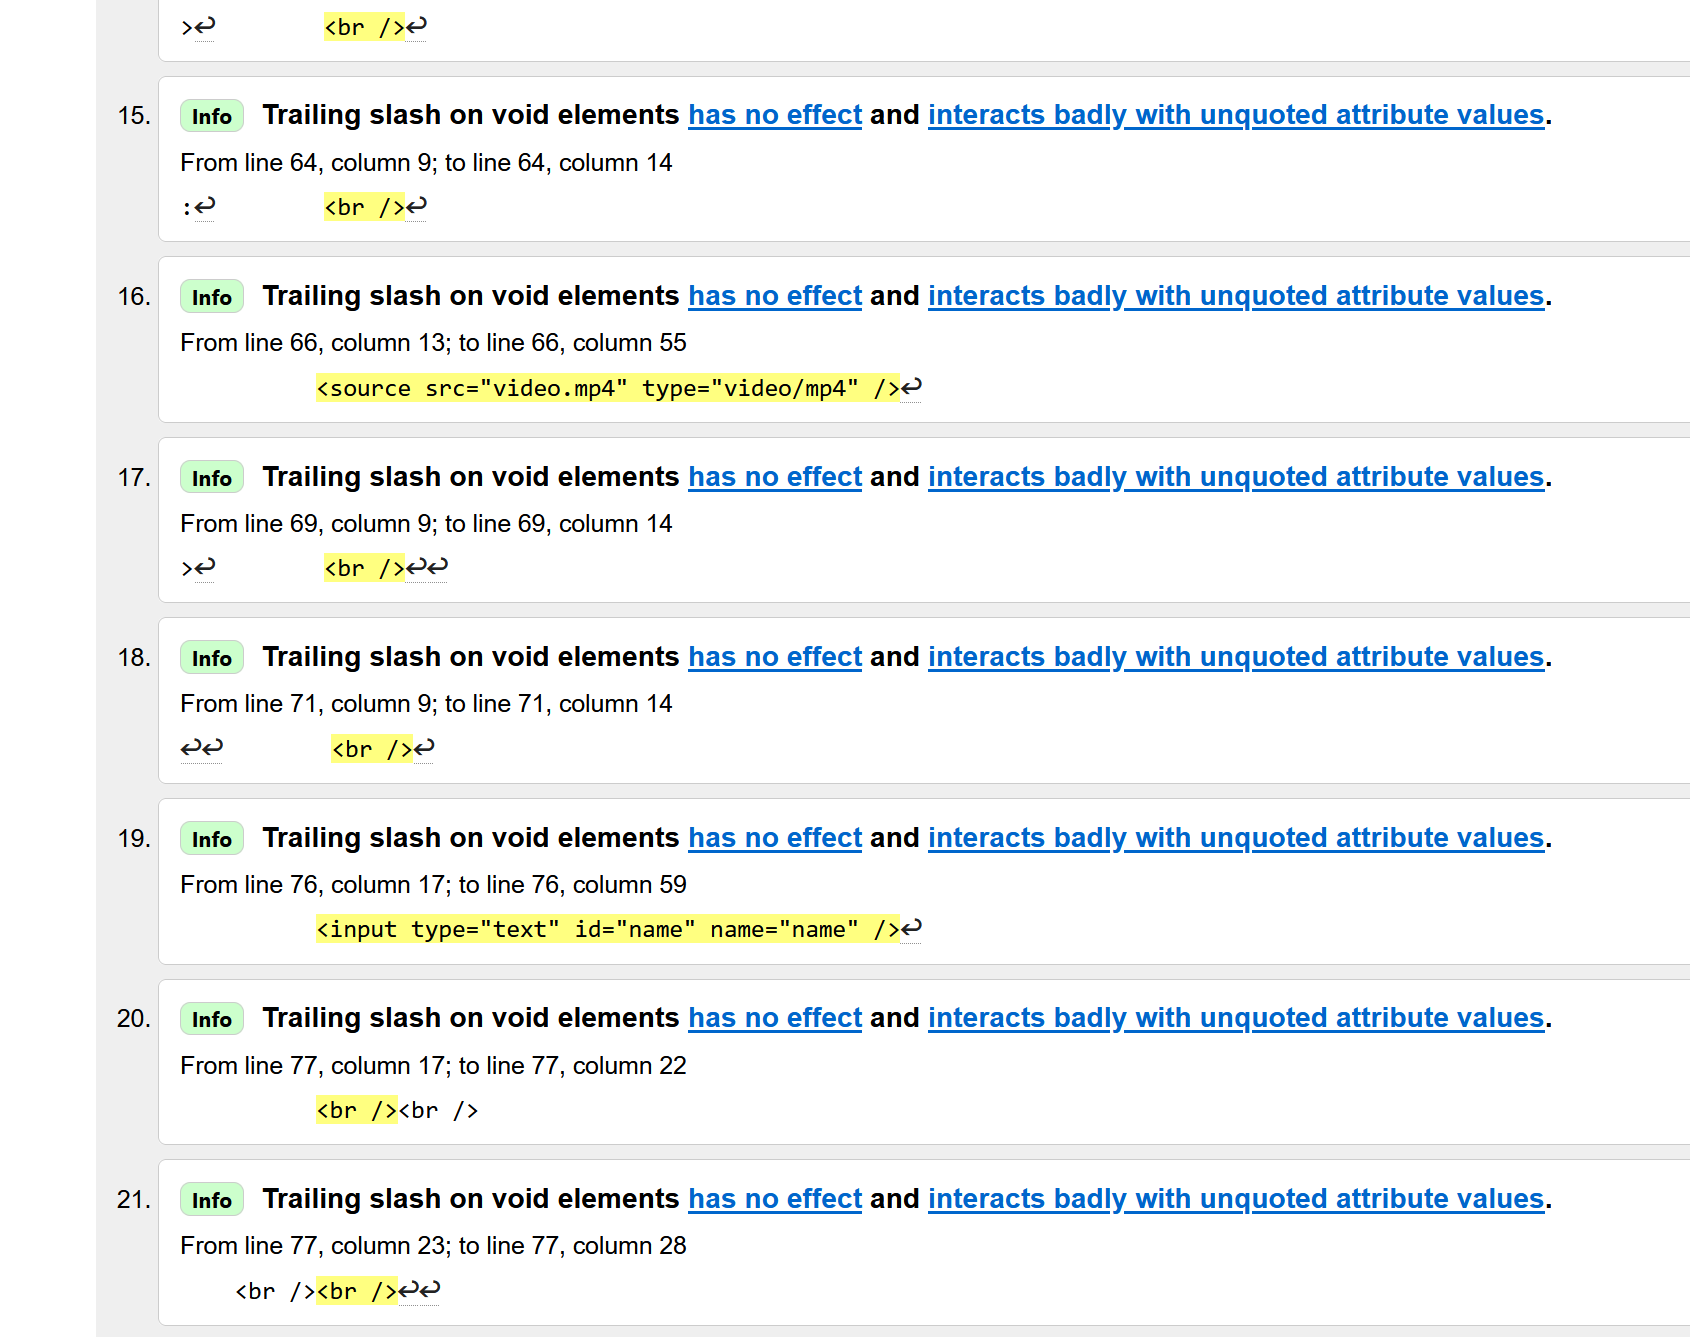 >↩        <br />↩
15. Info Trailing slash on void elements has no effect and interacts badly with unquoted attribute values.
From line 64, column 9; to line 64, column 14
:↩        <br />↩
16. Info Trailing slash on void elements has no effect and interacts badly with unquoted attribute values.
From line 66, column 13; to line 66, column 55
<source src="video.mp4" type="video/mp4" />↩
17. Info Trailing slash on void elements has no effect and interacts badly with unquoted attribute values.
From line 69, column 9; to line 69, column 14
>↩        <br />↩↩
18. Info Trailing slash on void elements has no effect and interacts badly with unquoted attribute values.
From line 71, column 9; to line 71, column 14
↩↩        <br />↩
19. Info Trailing slash on void elements has no effect and interacts badly with unquoted attribute values.
From line 76, column 17; to line 76, column 59
<input type="text" id="name" name="name" />↩
20. Info Trailing slash on void elements has no effect and interacts badly with unquoted attribute values.
From line 77, column 17; to line 77, column 22
<br /><br />
21. Info Trailing slash on void elements has no effect and interacts badly with unquoted attribute values.
From line 77, column 23; to line 77, column 28
<br /><br />↩↩